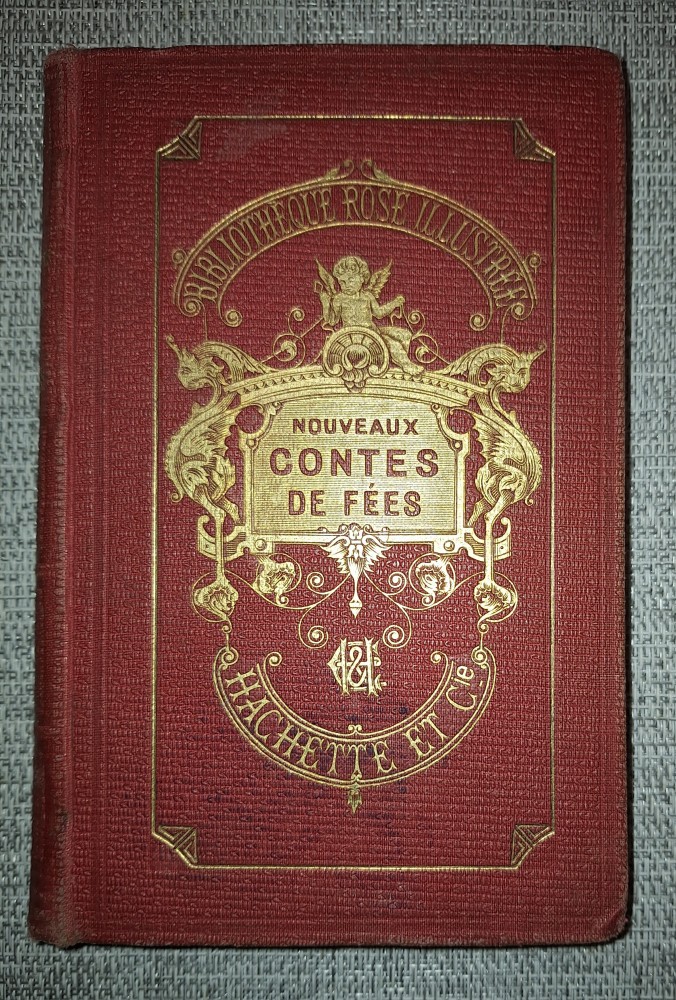 BIBLIOTHÈQUE ROSE ILLUSTRÉE
NOUVEAUX
CONTES
DE FÉES
HACHETTE ET Cie